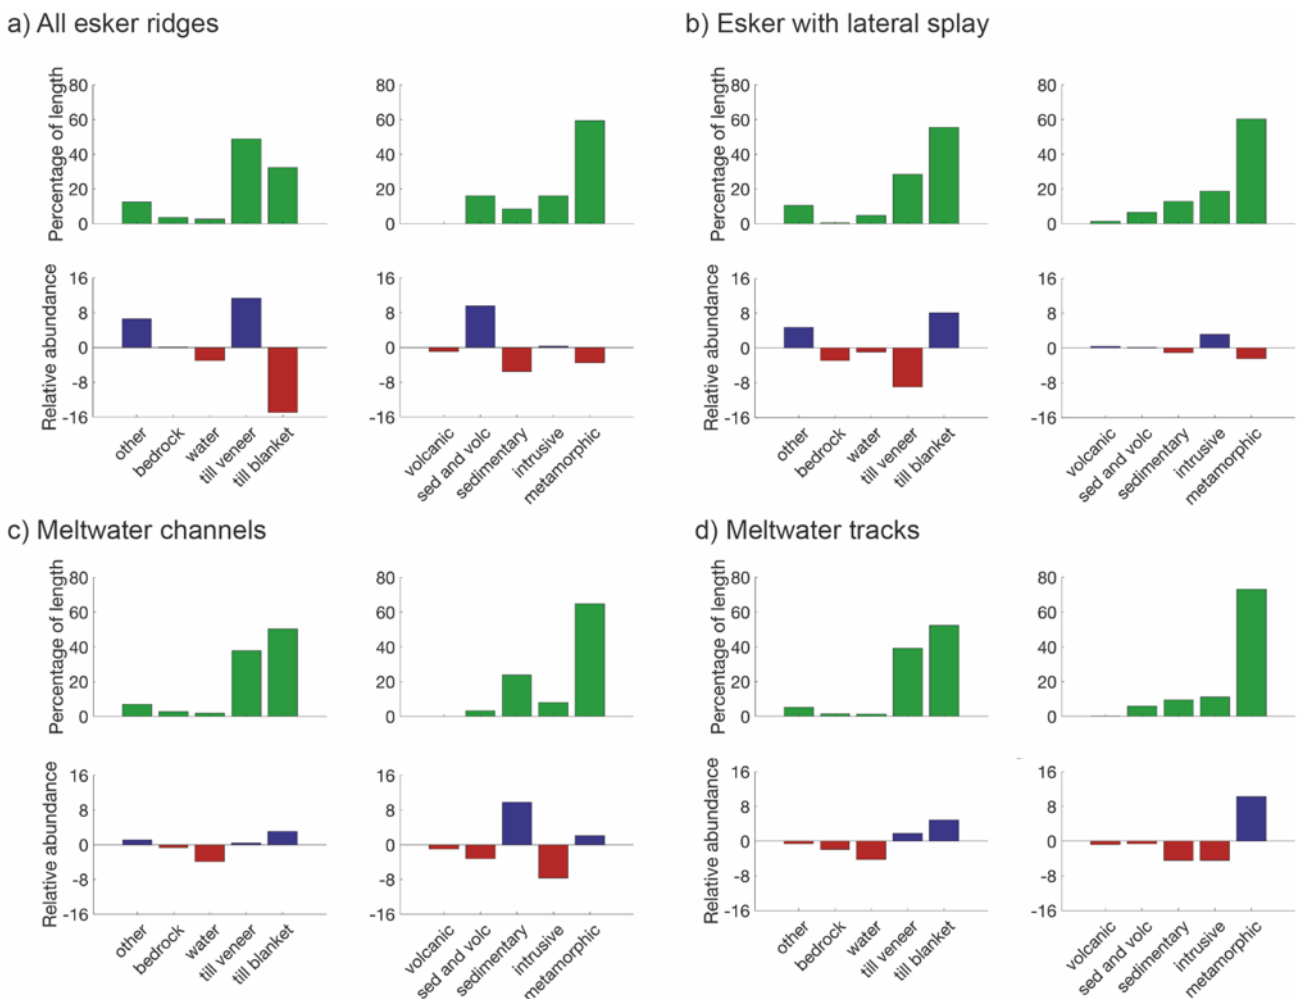 a) All esker ridges
b) Esker with lateral splay
Percentage of length
80
60
40
20
0
80
60
40
20
0
Percentage of length
80
60
40
20
0
80
60
40
20
0
Relative abundance
16
8
0
-8
-16
16
8
0
-8
-16
Relative abundance
16
8
0
-8
-16
16
8
0
-8
-16
other
bedrock
water
till veneer
till blanket
volcanic
sed and volc
sedimentary
intrusive
metamorphic
other
bedrock
water
till veneer
till blanket
volcanic
sed and volc
sedimentary
intrusive
metamorphic
c) Meltwater channels
d) Meltwater tracks
Percentage of length
80
60
40
20
0
80
60
40
20
0
Percentage of length
80
60
40
20
0
80
60
40
20
0
Relative abundance
16
8
0
-8
-16
16
8
0
-8
-16
Relative abundance
16
8
0
-8
-16
16
8
0
-8
-16
other
bedrock
water
till veneer
till blanket
volcanic
sed and volc
sedimentary
intrusive
metamorphic
other
bedrock
water
till veneer
till blanket
volcanic
sed and volc
sedimentary
intrusive
metamorphic